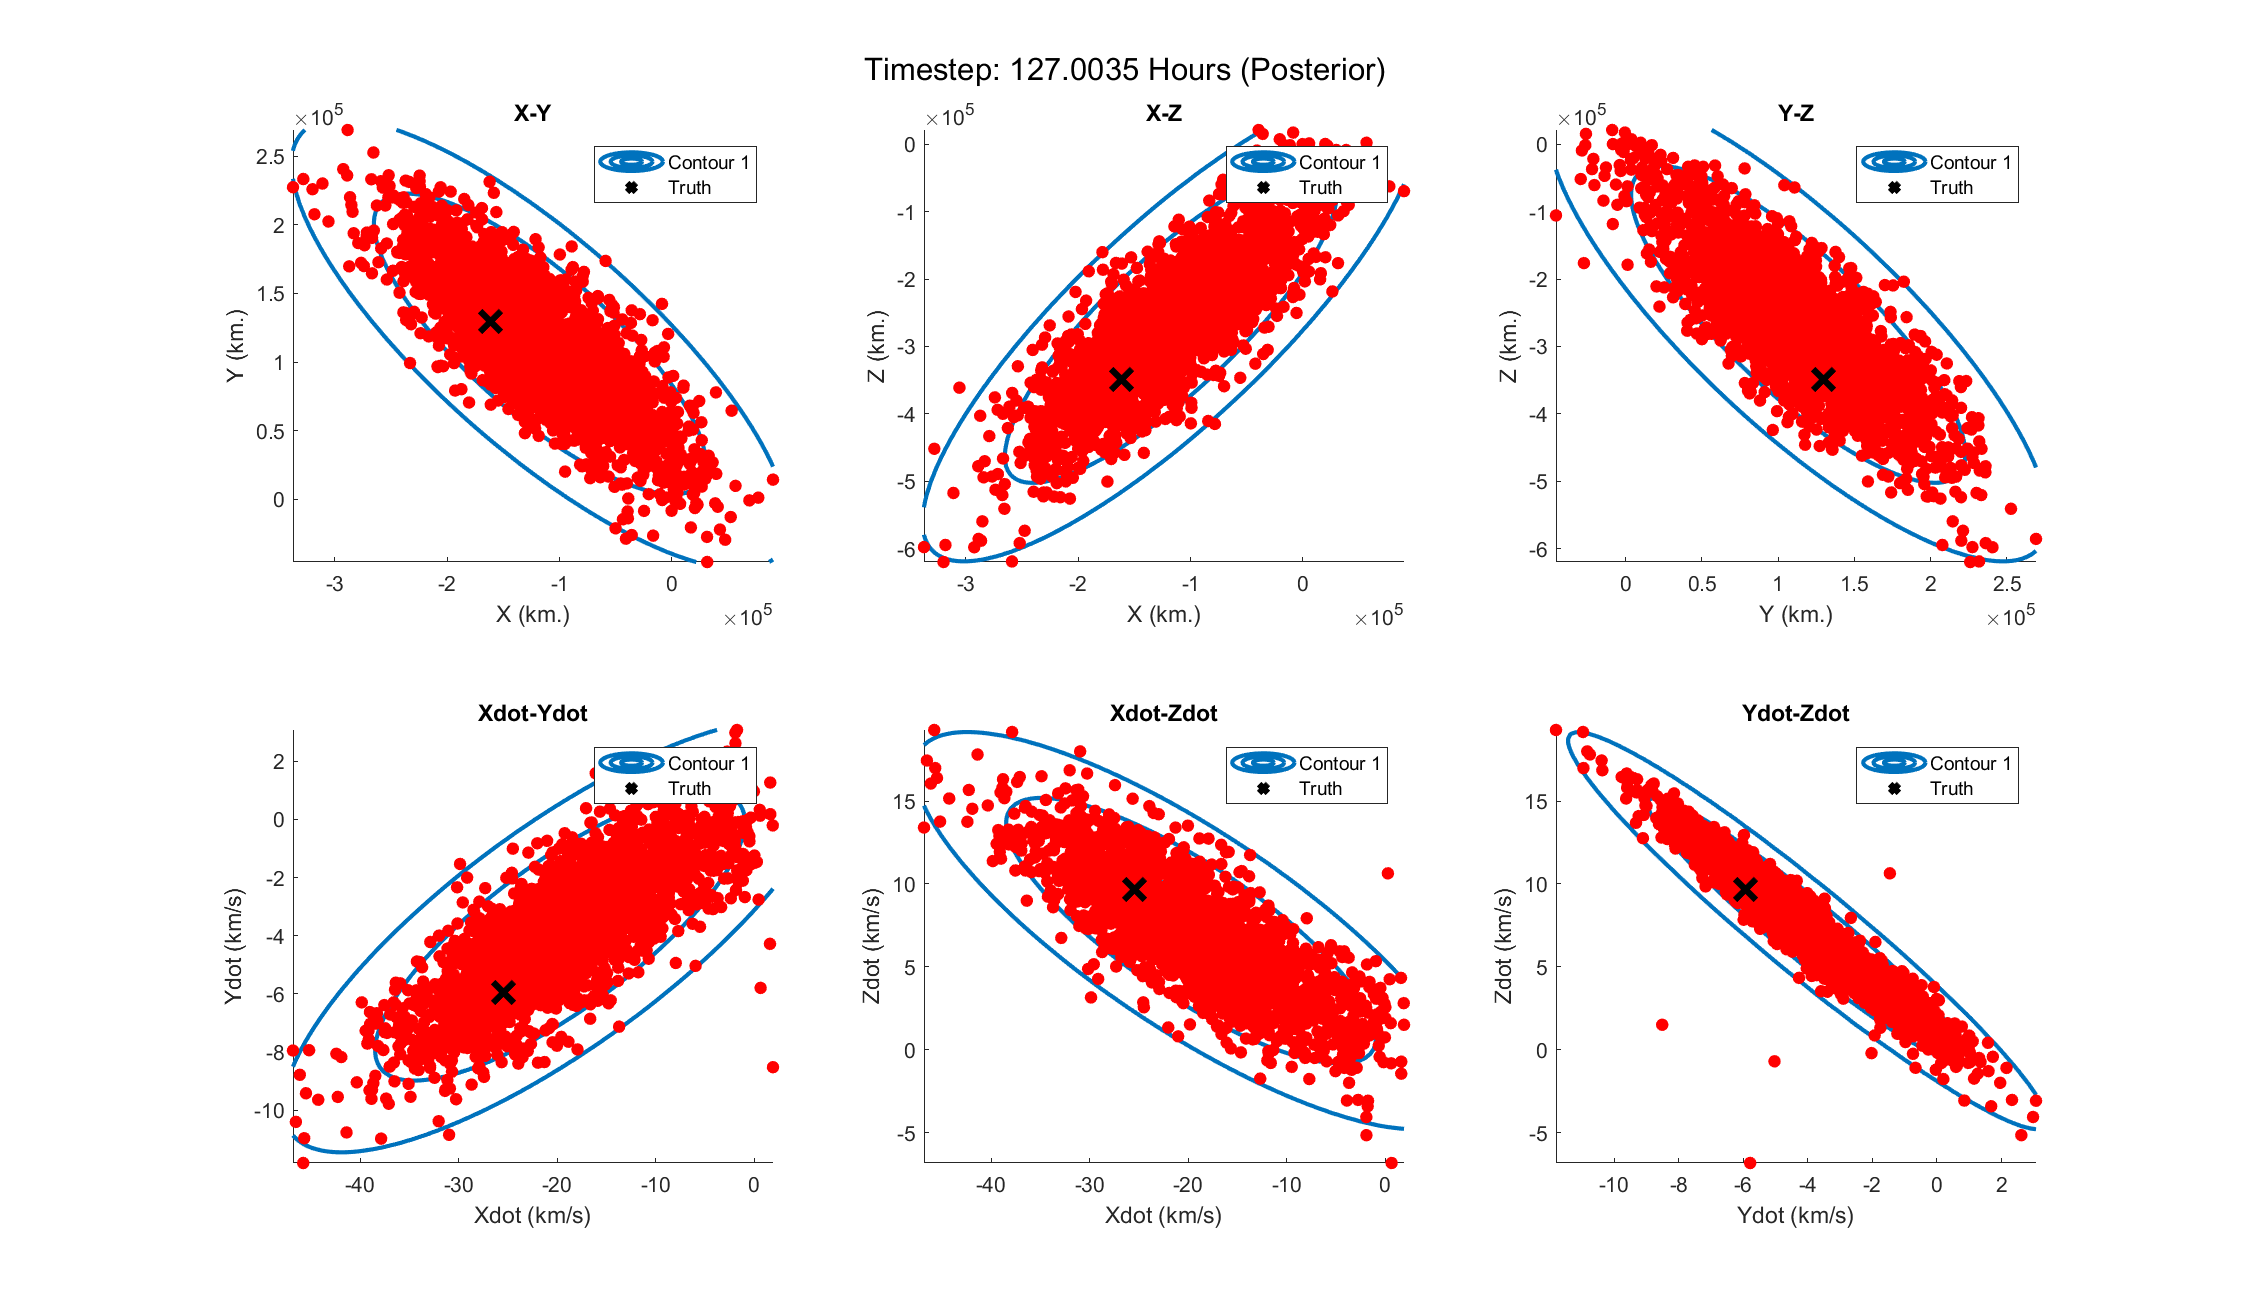 Timestep: 127.0035 Hours (Posterior)
X-Y
×10^5
2.5
2
1.5
1
0.5
0
Y (km.)
-3 -2 -1 0
X (km.)
×10^5
Contour 1
Truth
X-Z
×10^5
0
-1
-2
-3
-4
-5
-6
Z (km.)
-3 -2 -1 0
X (km.)
×10^5
Contour 1
Truth
Y-Z
×10^5
0
-1
-2
-3
-4
-5
-6
Z (km.)
0 0.5 1 1.5 2 2.5
Y (km.)
×10^5
Contour 1
Truth
Xdot-Ydot
2
0
-2
-4
-6
-8
-10
Ydot (km/s)
-40 -30 -20 -10 0
Xdot (km/s)
Contour 1
Truth
Xdot-Zdot
15
10
5
0
-5
Zdot (km/s)
-40 -30 -20 -10 0
Xdot (km/s)
Contour 1
Truth
Ydot-Zdot
15
10
5
0
-5
Zdot (km/s)
-10 -8 -6 -4 -2 0 2
Ydot (km/s)
Contour 1
Truth